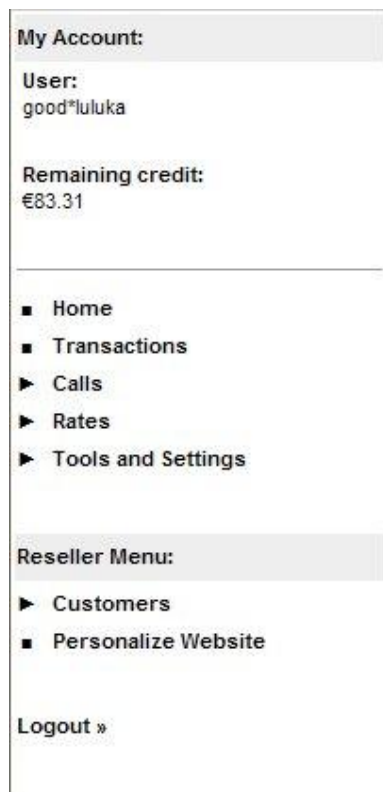 My Account:
User:
good*luluka
Remaining credit:
€83.31
Home
Transactions
Calls
Rates
Tools and Settings
Reseller Menu:
Customers
Personalize Website
Logout »